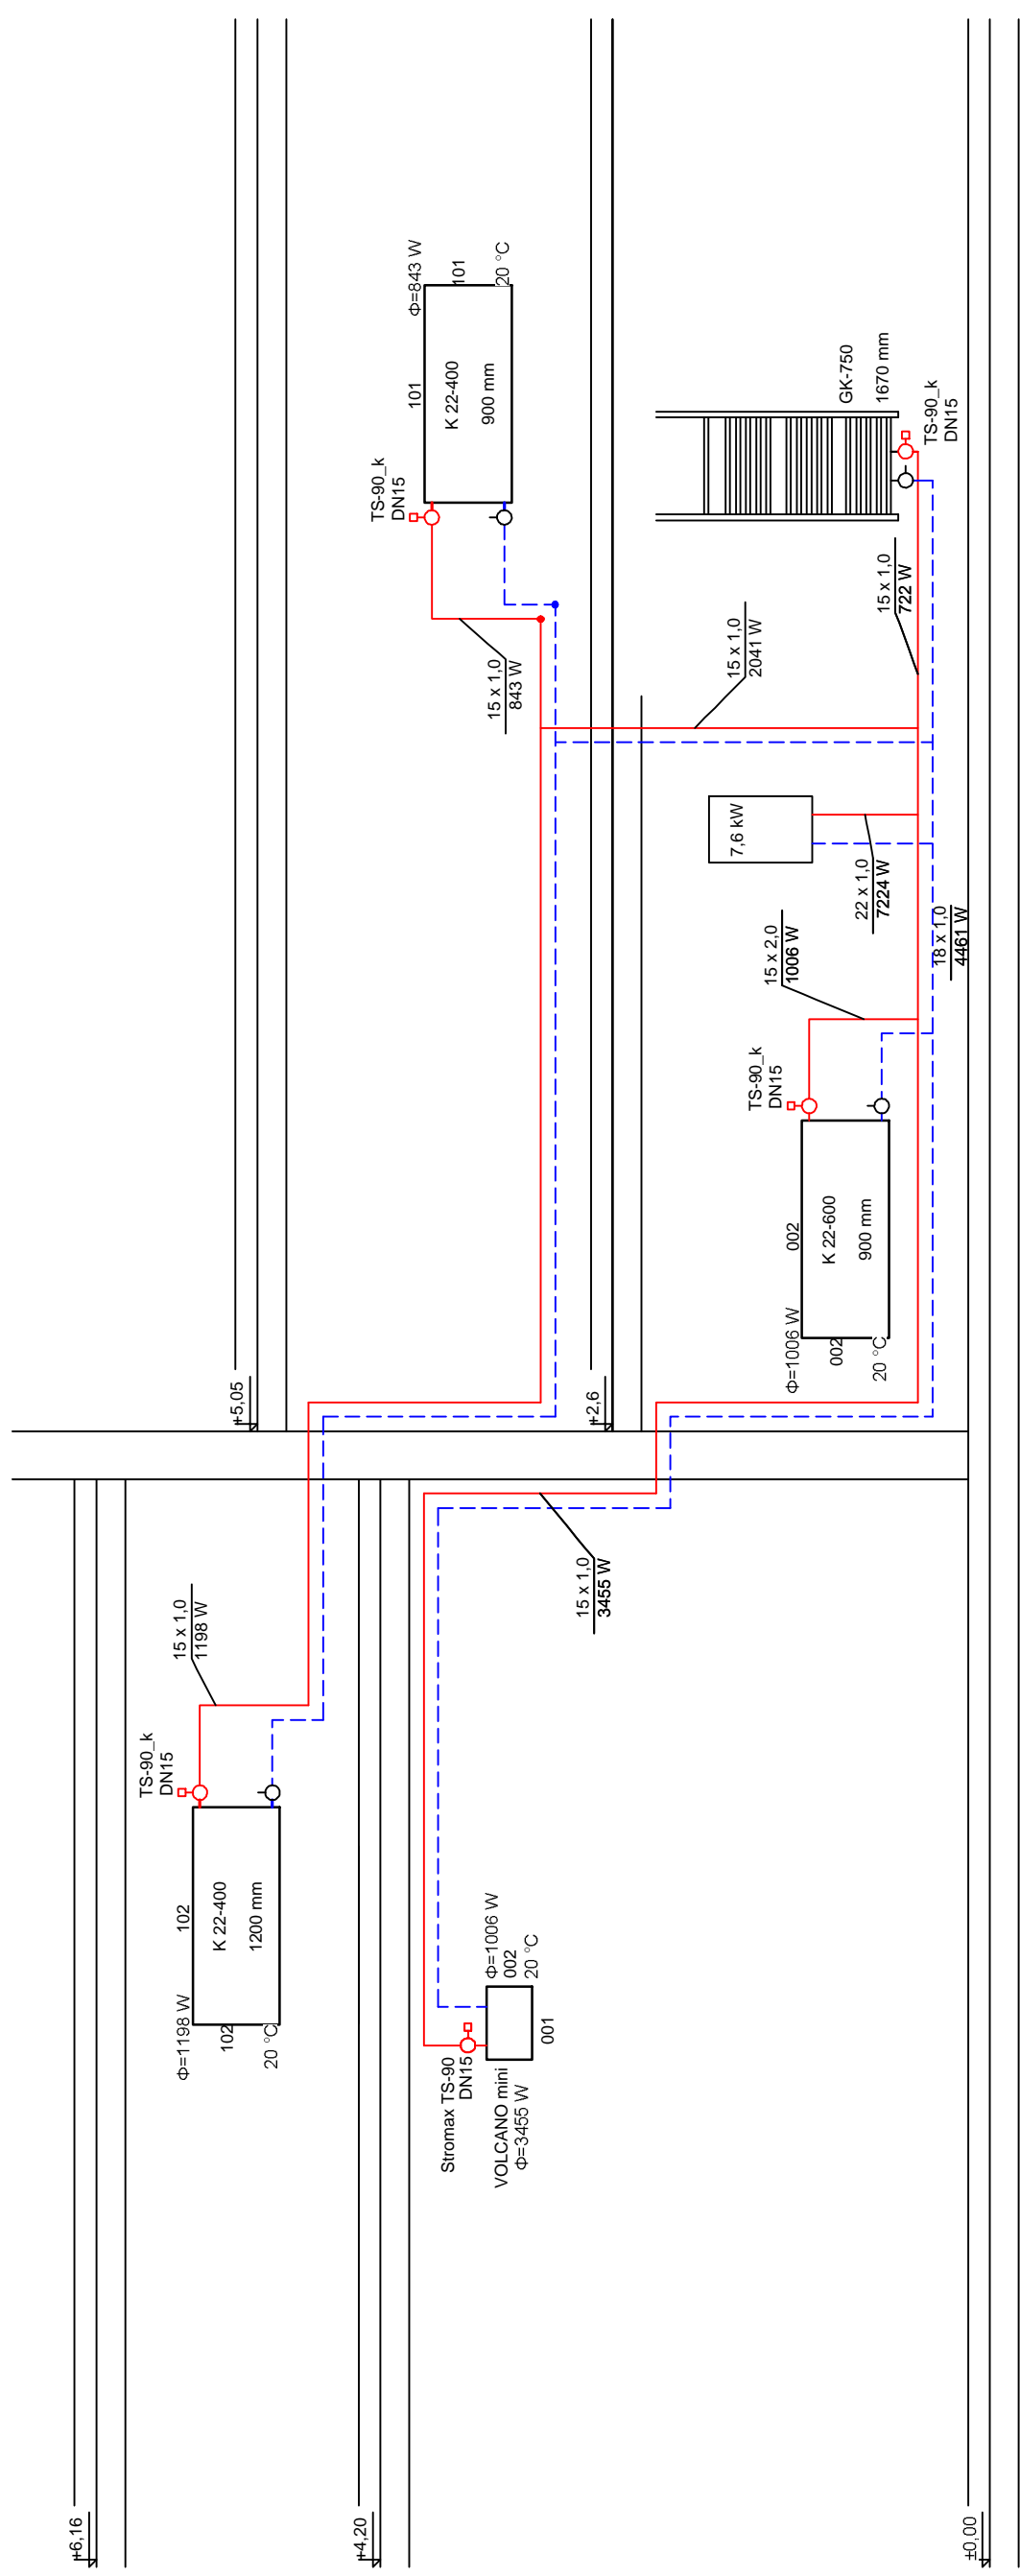 Φ=843 W
101
20 °C
101
K 22-400
900 mm
TS-90_k
DN15
15 x 1,0
843 W
GK-750
1670 mm
TS-90_k
DN15
15 x 1,0
722 W
15 x 1,0
2041 W
7,6 kW
22 x 1,0
7224 W
18 x 1,0
4461 W
15 x 2,0
1006 W
TS-90_k
DN15
002
K 22-600
900 mm
Φ=1006 W
002
20 °C
+5,05
+2,6
15 x 1,0
3455 W
15 x 1,0
1198 W
TS-90_k
DN15
102
K 22-400
1200 mm
Φ=1198 W
102
20 °C
Φ=1006 W
002
20 °C
001
Stromax TS-90
DN15
VOLCANO mini
Φ=3455 W
+6,16
+4,20
±0,00